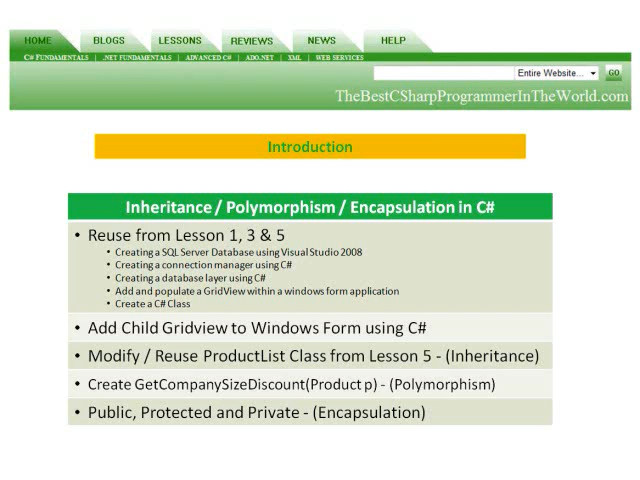 HOME BLOGS LESSONS REVIEWS NEWS HELP
C# FUNDAMENTALS | .NET FUNDAMENTALS | ADVANCED C# | ADO.NET | XML | WEB SERVICES
Entire Website... GO
TheBestCSharpProgrammerInTheWorld.com
Introduction
Inheritance / Polymorphism / Encapsulation in C#
• Reuse from Lesson 1, 3 & 5
• Creating a SQL Server Database using Visual Studio 2008
• Creating a connection manager using C#
• Creating a database layer using C#
• Add and populate a GridView within a windows form application
• Create a C# Class
• Add Child Gridview to Windows Form using C#
• Modify / Reuse ProductList Class from Lesson 5 - (Inheritance)
• Create GetCompanySizeDiscount(Product p) - (Polymorphism)
• Public, Protected and Private - (Encapsulation)